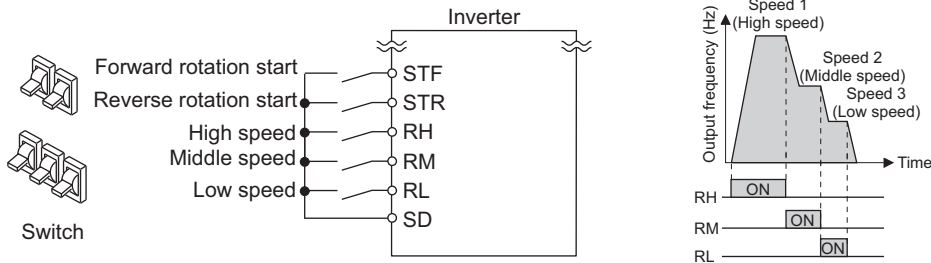 Inverter
Forward rotation start
STF
Reverse rotation start
STR
High speed
RH
Middle speed
RM
Low speed
RL
SD
Switch
Output frequency (Hz)
Speed 1
(High speed)
Speed 2
(Middle speed)
Speed 3
(Low speed)
Time
RH
ON
RM
ON
RL
ON